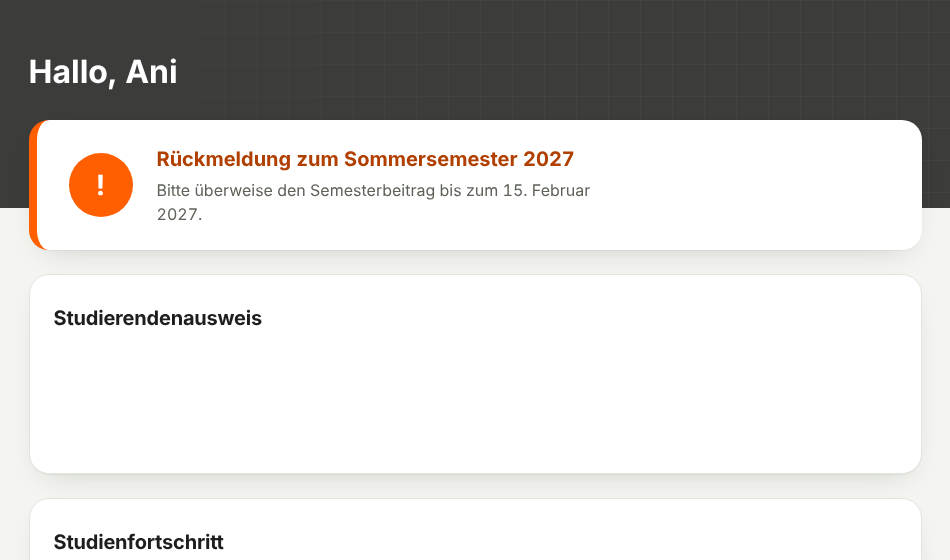 Hallo, Ani
!
Rückmeldung zum Sommersemester 2027
Bitte überweise den Semesterbeitrag bis zum 15. Februar
2027.
Studierendenausweis
Studienfortschritt